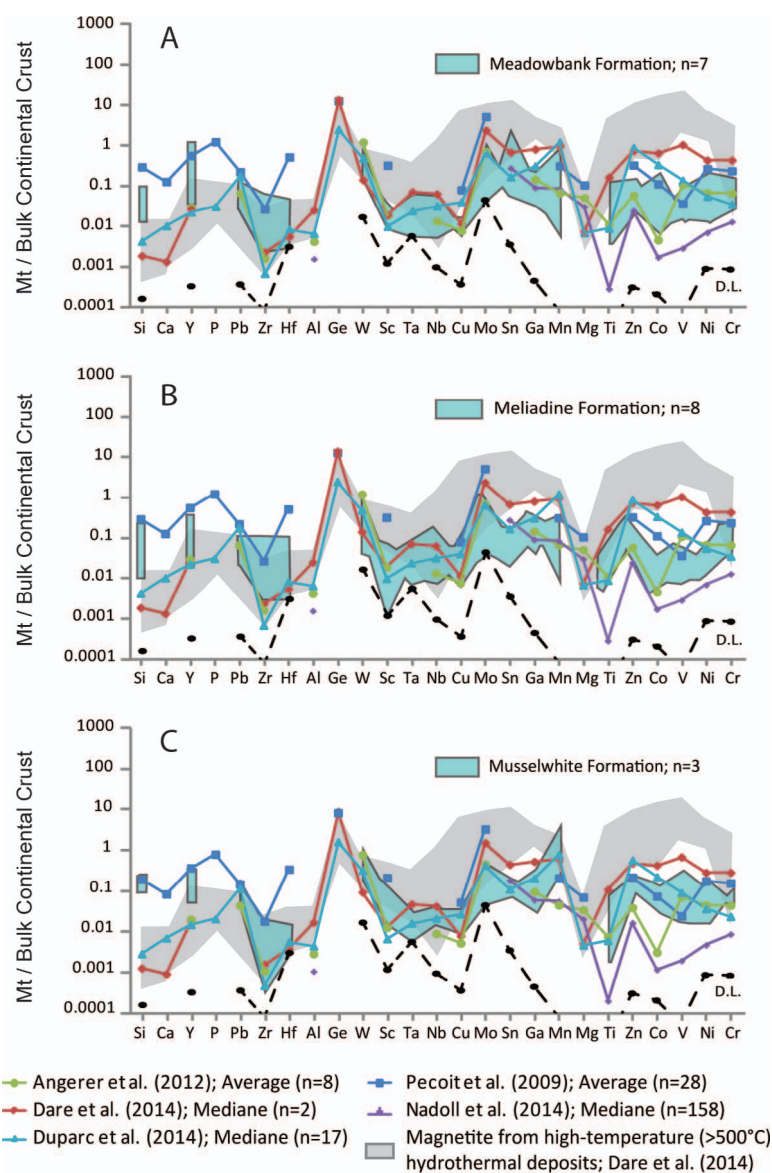 A
Meadowbank Formation; n=7
Mt / Bulk Continental Crust
1000
100
10
1
0.1
0.01
0.001
0.0001
D.L.
Si Ca Y P Pb Zr Hf Al Ge W Sc Ta Nb Cu Mo Sn Ga Mn Mg Ti Zn Co V Ni Cr
B
Meliadine Formation; n=8
Mt / Bulk Continental Crust
1000
100
10
1
0.1
0.01
0.001
0.0001
D.L.
Si Ca Y P Pb Zr Hf Al Ge W Sc Ta Nb Cu Mo Sn Ga Mn Mg Ti Zn Co V Ni Cr
C
Musselwhite Formation; n=3
Mt / Bulk Continental Crust
1000
100
10
1
0.1
0.01
0.001
0.0001
D.L.
Si Ca Y P Pb Zr Hf Al Ge W Sc Ta Nb Cu Mo Sn Ga Mn Mg Ti Zn Co V Ni Cr
Angerer et al. (2012); Average (n=8)
Dare et al. (2014); Mediane (n=2)
Duparc et al. (2014); Mediane (n=17)
Pecoit et al. (2009); Average (n=28)
Nadoll et al. (2014); Mediane (n=158)
Magnetite from high-temperature (>500°C)
hydrothermal deposits; Dare et al. (2014)